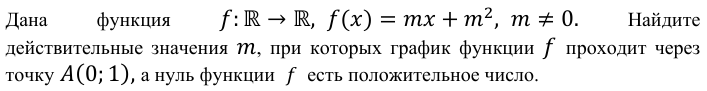 Дана функция f: ℝ → ℝ, f(x) = mx + m², m ≠ 0. Найдите
действительные значения m, при которых график функции f проходит через
точку A(0; 1), а нуль функции f есть положительное число.